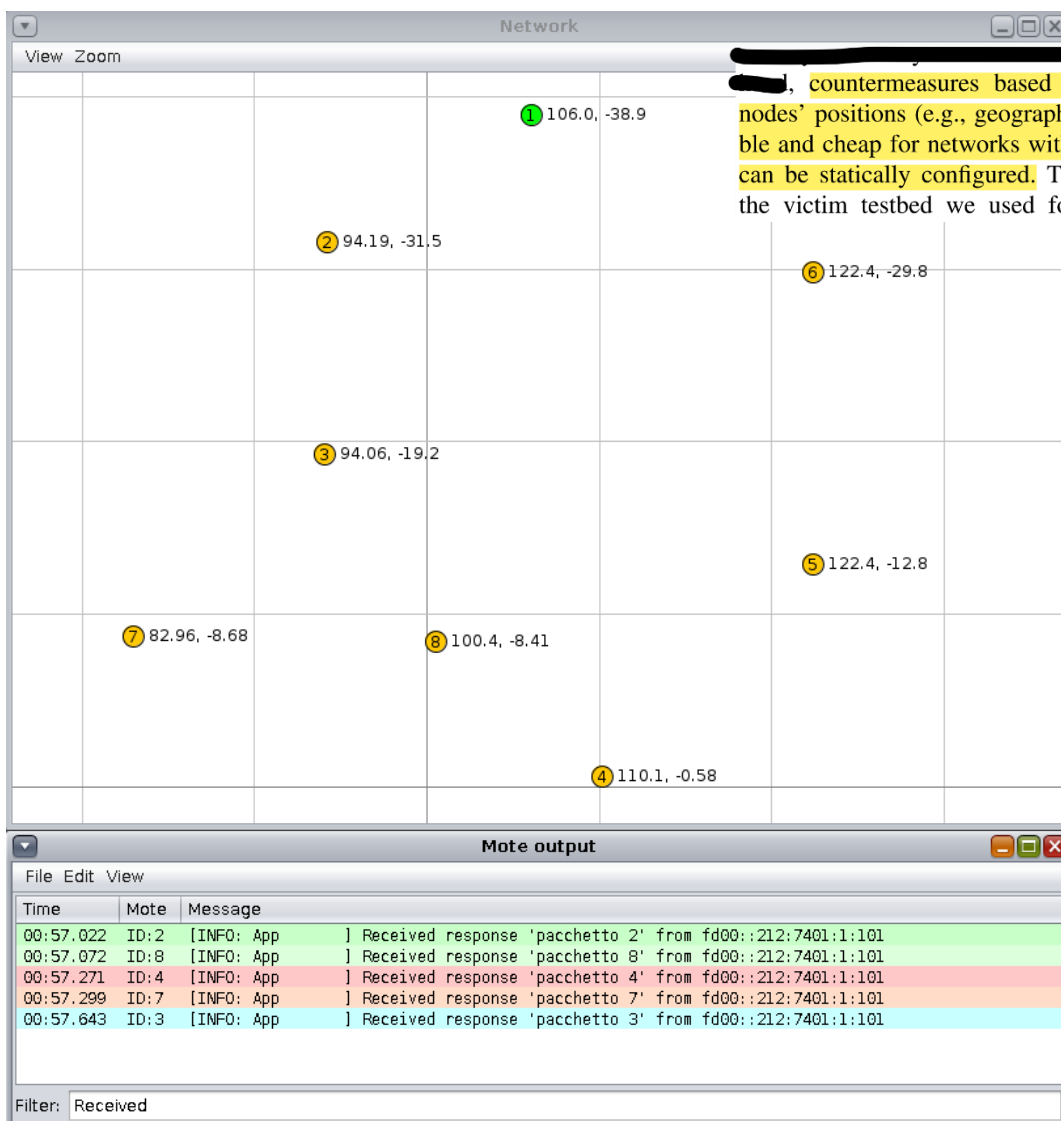 Network
View Zoom
, countermeasures based
nodes' positions (e.g., geograph
ble and cheap for networks wit
can be statically configured. T
the victim testbed we used fo
1 106.0, -38.9
2 94.19, -31.5
6 122.4, -29.8
3 94.06, -19.2
5 122.4, -12.8
7 82.96, -8.68
8 100.4, -8.41
4 110.1, -0.58
Mote output
File Edit View
Time Mote Message
00:57.022 ID:2 [INFO: App ] Received response 'pacchetto 2' from fd00::212:7401:1:101
00:57.072 ID:8 [INFO: App ] Received response 'pacchetto 8' from fd00::212:7401:1:101
00:57.271 ID:4 [INFO: App ] Received response 'pacchetto 4' from fd00::212:7401:1:101
00:57.299 ID:7 [INFO: App ] Received response 'pacchetto 7' from fd00::212:7401:1:101
00:57.643 ID:3 [INFO: App ] Received response 'pacchetto 3' from fd00::212:7401:1:101
Filter: Received